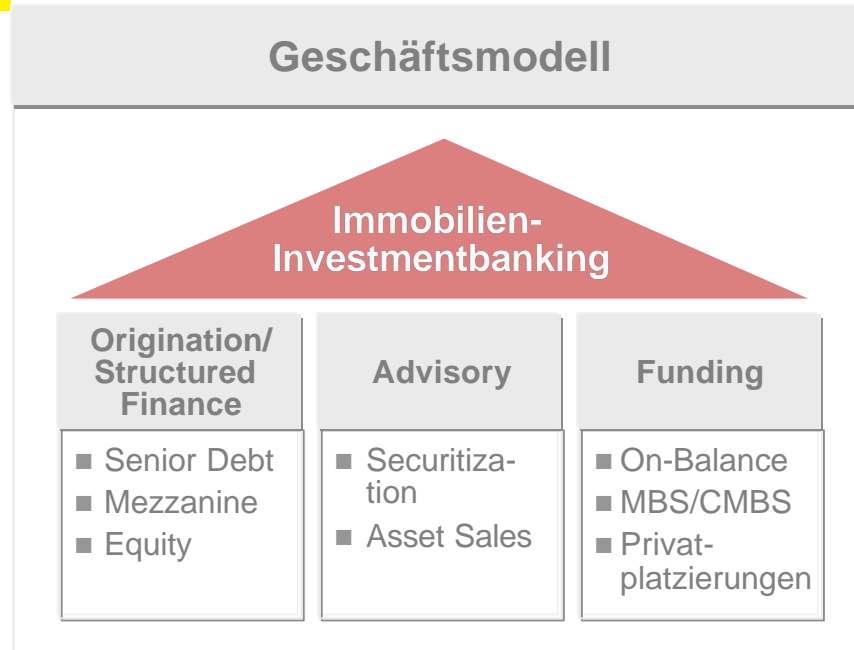 Geschäftsmodell
Immobilien-
Investmentbanking
Origination/
Structured
Finance
■ Senior Debt
■ Mezzanine
■ Equity
Advisory
■ Securitiza-
tion
■ Asset Sales
Funding
■ On-Balance
■ MBS/CMBS
■ Privat-
platzierungen